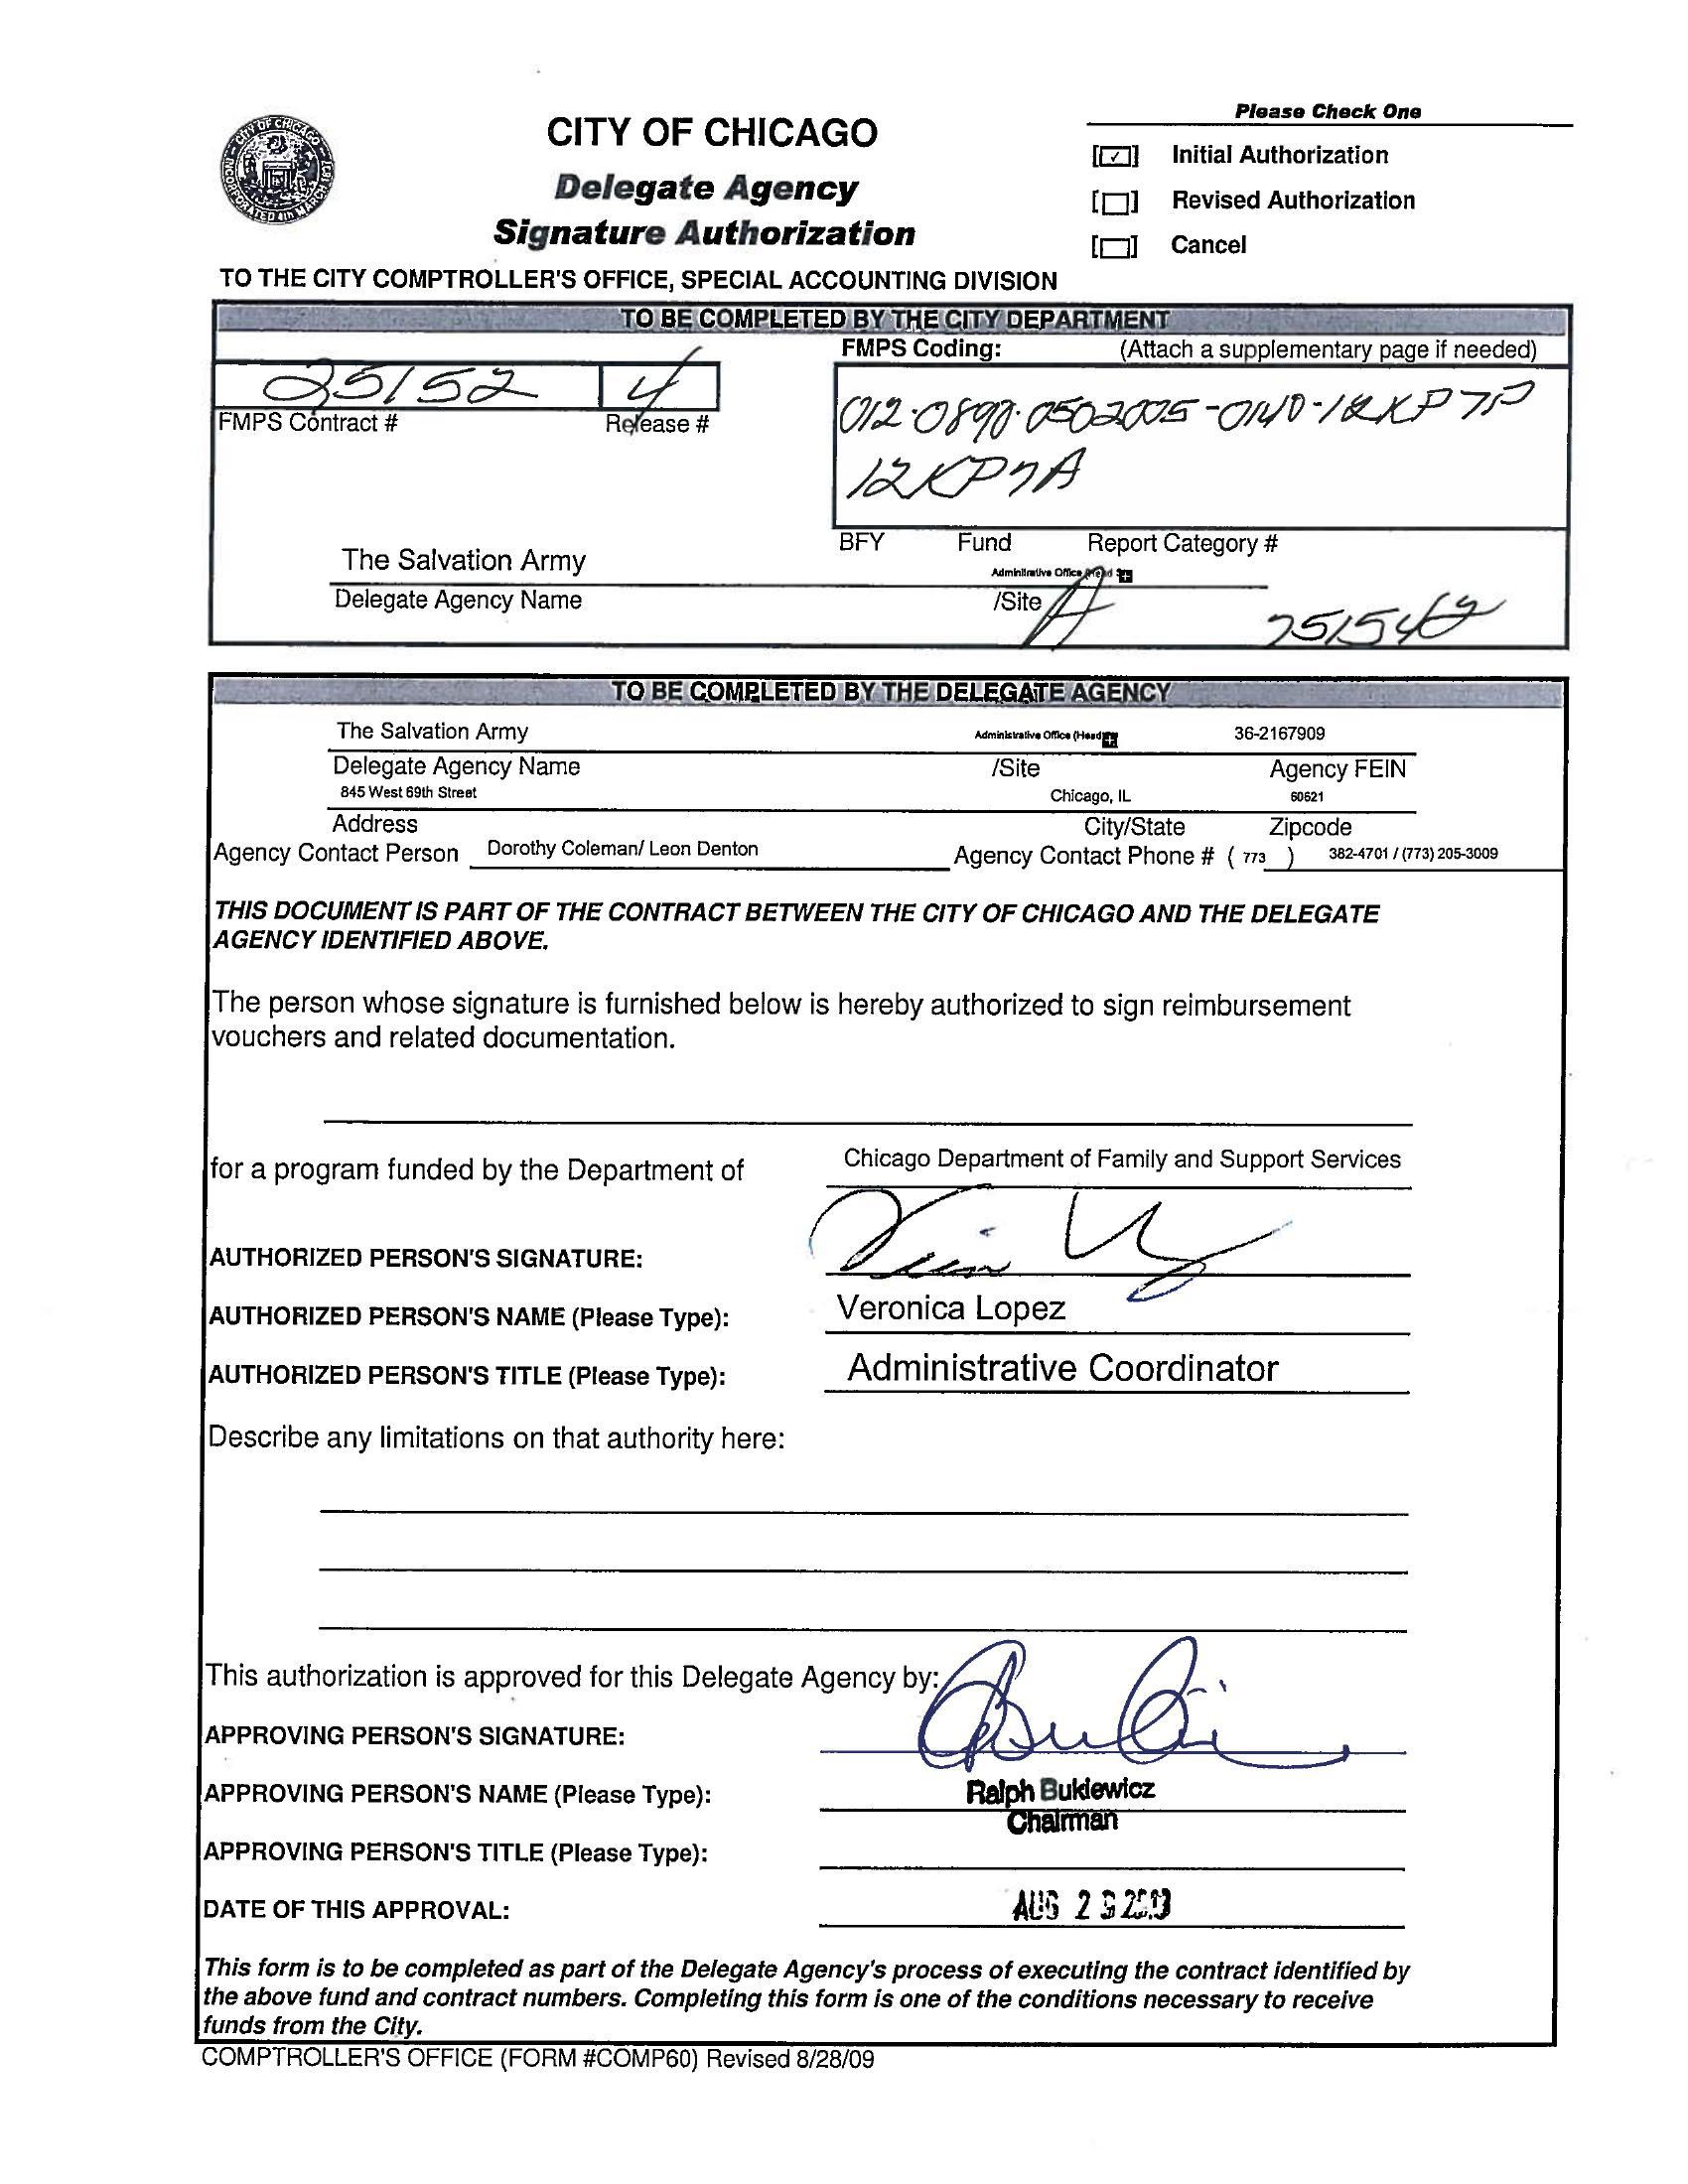 Please Check One
CITY OF CHICAGO
Delegate Agency
Signature Authorization
[✓] Initial Authorization
[ ] Revised Authorization
[ ] Cancel
TO THE CITY COMPTROLLER'S OFFICE, SPECIAL ACCOUNTING DIVISION
TO BE COMPLETED BY THE CITY DEPARTMENT
FMPS Coding: (Attach a supplementary page if needed)
25152 4
FMPS Contract # Release #
12KP7A
BFY Fund Report Category #
The Salvation Army Office
Delegate Agency Name /Site
TO BE COMPLETED BY THE DELEGATE AGENCY
The Salvation Army Administrative Office (Head 36-2167909
Delegate Agency Name /Site Agency FEIN
845 West 69th Street Chicago, IL 60621
Address City/State Zipcode
Agency Contact Person Dorothy Coleman/ Leon Denton Agency Contact Phone # ( 773 ) 382-4701 / (773) 205-3009
THIS DOCUMENT IS PART OF THE CONTRACT BETWEEN THE CITY OF CHICAGO AND THE DELEGATE
AGENCY IDENTIFIED ABOVE.
The person whose signature is furnished below is hereby authorized to sign reimbursement
vouchers and related documentation.
for a program funded by the Department of Chicago Department of Family and Support Services
AUTHORIZED PERSON'S SIGNATURE:
AUTHORIZED PERSON'S NAME (Please Type): Veronica Lopez
AUTHORIZED PERSON'S TITLE (Please Type): Administrative Coordinator
Describe any limitations on that authority here:
This authorization is approved for this Delegate Agency by:
APPROVING PERSON'S SIGNATURE:
APPROVING PERSON'S NAME (Please Type): Ralph Bukiewicz
Chairman
APPROVING PERSON'S TITLE (Please Type):
DATE OF THIS APPROVAL: AUG
This form is to be completed as part of the Delegate Agency's process of executing the contract identified by
the above fund and contract numbers. Completing this form is one of the conditions necessary to receive
funds from the City.
COMPTROLLER'S OFFICE (FORM #COMP60) Revised 8/28/09